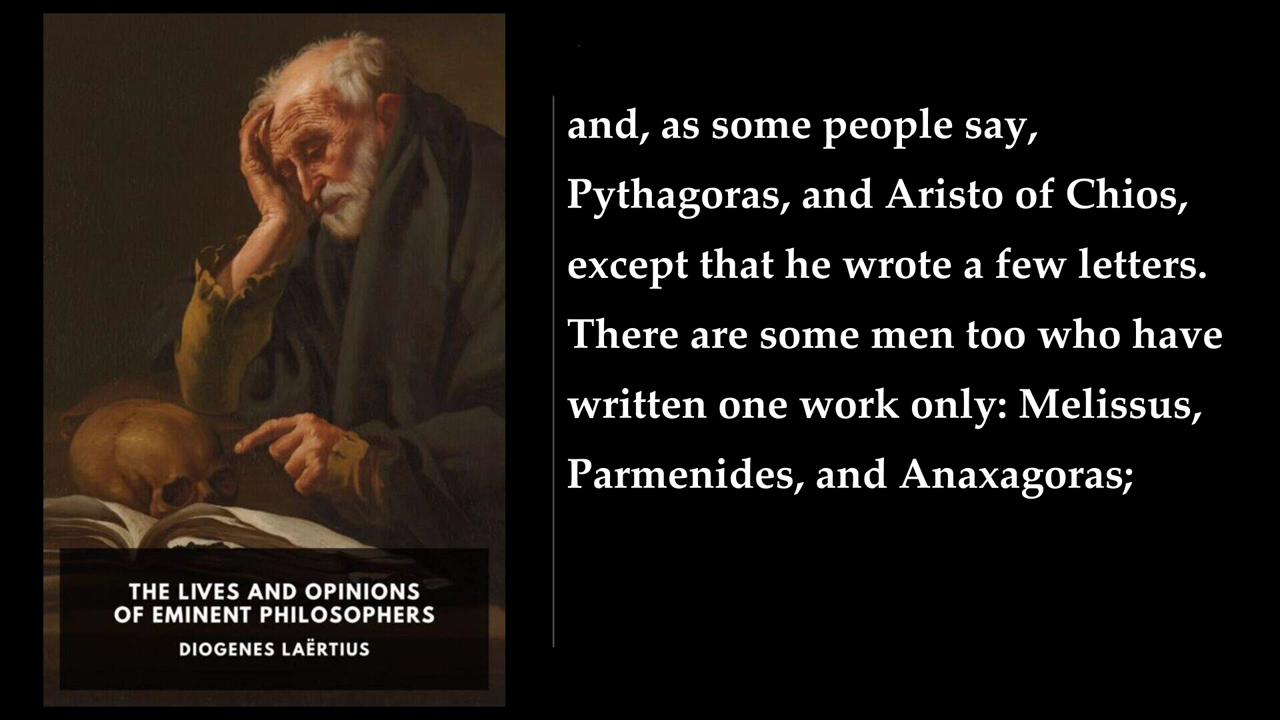 THE LIVES AND OPINIONS
OF EMINENT PHILOSOPHERS
DIOGENES LAËRTIUS
and, as some people say,
Pythagoras, and Aristo of Chios,
except that he wrote a few letters.
There are some men too who have
written one work only: Melissus,
Parmenides, and Anaxagoras;